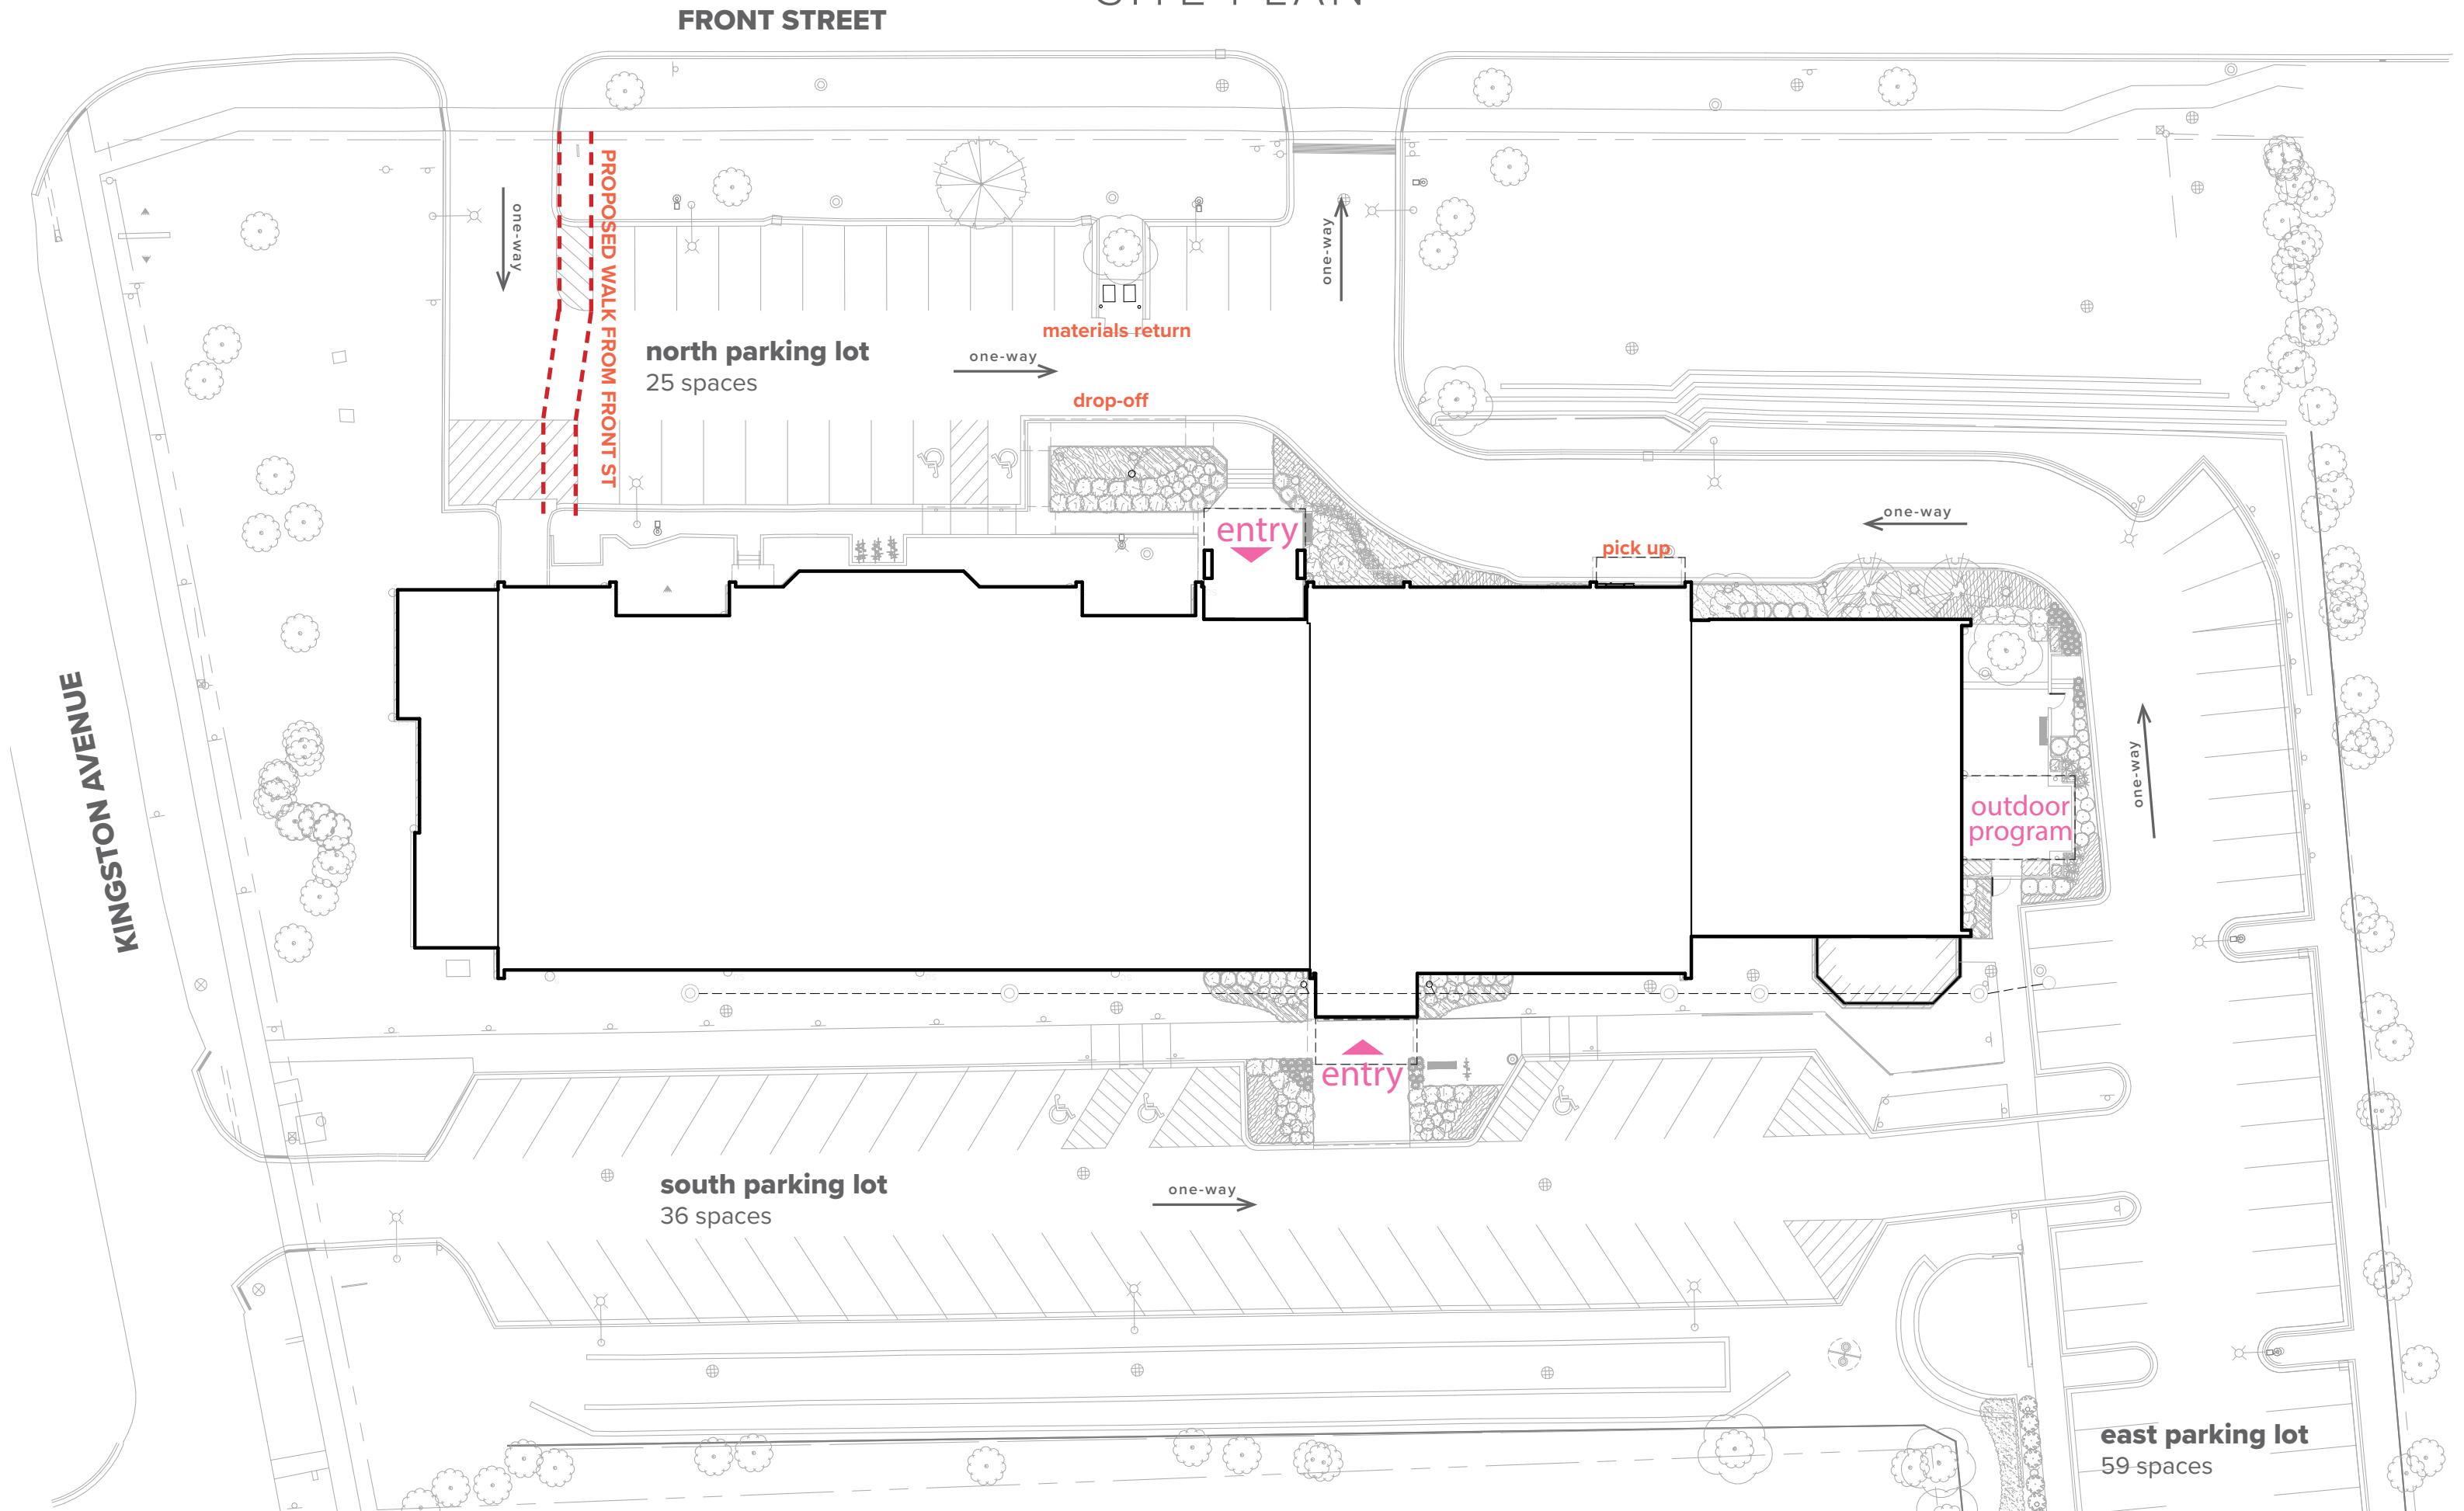 SITE PLAN
FRONT STREET
one-way
PROPOSED WALK FROM FRONT ST
one-way
materials return
north parking lot
25 spaces
one-way
drop-off
entry
one-way
pick up
KINGSTON AVENUE
one-way
outdoor
program
entry
south parking lot
36 spaces
one-way
east parking lot
59 spaces